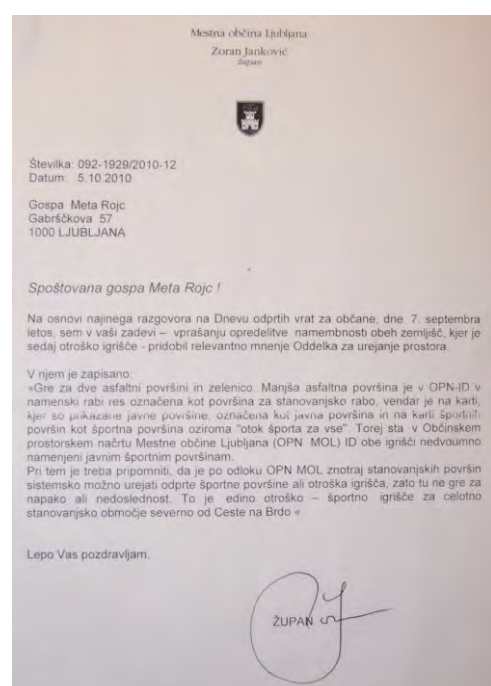 Mestna občina Ljubljana
Zoran Janković
župan
Številka: 092-1929/2010-12
Datum: 5.10.2010
Gospa Meta Rojc
Gabrščkova 57
1000 LJUBLJANA
Spoštovana gospa Meta Rojc !
Na osnovi najinega razgovora na Dnevu odprtih vrat za občane, dne 7. septembra
letos, sem v vaši zadevi – vprašanju opredelitve namembnosti obeh zemljišč, kjer je
sedaj otroško igrišče - pridobil relevantno mnenje Oddelka za urejanje prostora.
V njem je zapisano:
»Gre za dve asfaltni površini in zelenico. Manjša asfaltna površina je v OPN-ID v
namenski rabi res označena kot površina za stanovanjsko rabo, vendar je na karti,
kjer so prikazane javne površine, označena kot javna površina in na karti športnih
površin kot športna površina oziroma "otok športa za vse". Torej sta v Občinskem
prostorskem načrtu Mestne občine Ljubljana (OPN MOL) ID obe igrišči nedvoumno
namenjeni javnim športnim površinam.
Pri tem je treba pripomniti, da je po odloku OPN MOL znotraj stanovanjskih površin
sistemsko možno urejati odprte športne površine ali otroška igrišča, zato tu ne gre za
napako ali nedoslednost. To je edino otroško – športno igrišče za celotno
stanovanjsko območje severno od Ceste na Brdo «
Lepo Vas pozdravljam.
ŽUPAN